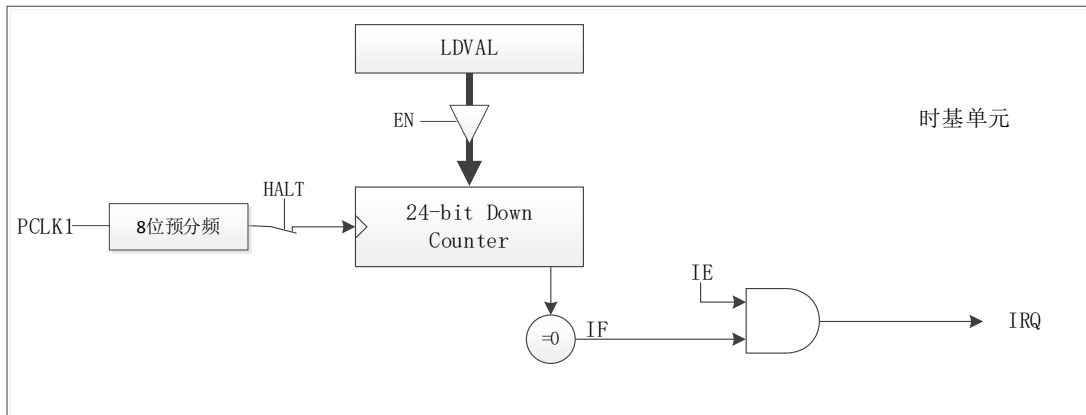 LDVAL
EN
时基单元
HALT
PCLK1
8位预分频
24-bit Down
Counter
IE
=0
IF
IRQ